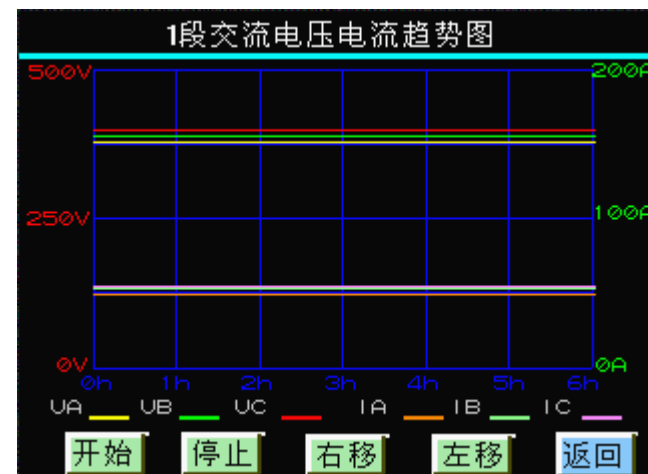 1段交流电压电流趋势图
500V 200A
250V 100A
0V 0A
0h 1h 2h 3h 4h 5h 6h
UA UB UC IA IB IC
开始 停止 右移 左移 返回